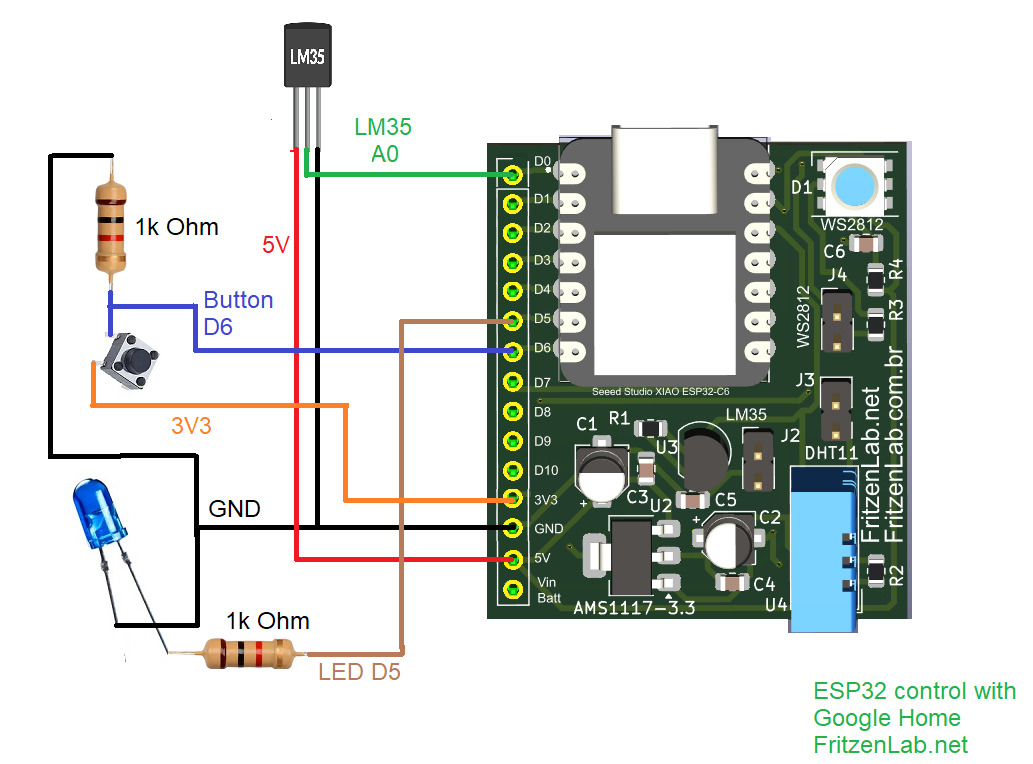 LM35
LM35
A0
1k Ohm
5V
Button
D6
3V3
GND
1k Ohm
LED D5
D0
D1
D2
D3
D4
D5
D6
D7
D8
D9
D10
3V3
GND
5V
Vin
Batt
Seeed Studio XIAO ESP32-C6
D1
WS2812
C6
J4
R4
R3
WS2812
J3
DHT11
LM35
J2
R1
C1
U3
C3
C5
U2
C2
C4
+
+
AMS1117-3.3
U4
R2
FritzenLab.net
FritzenLab.com.br
ESP32 control with
Google Home
FritzenLab.net